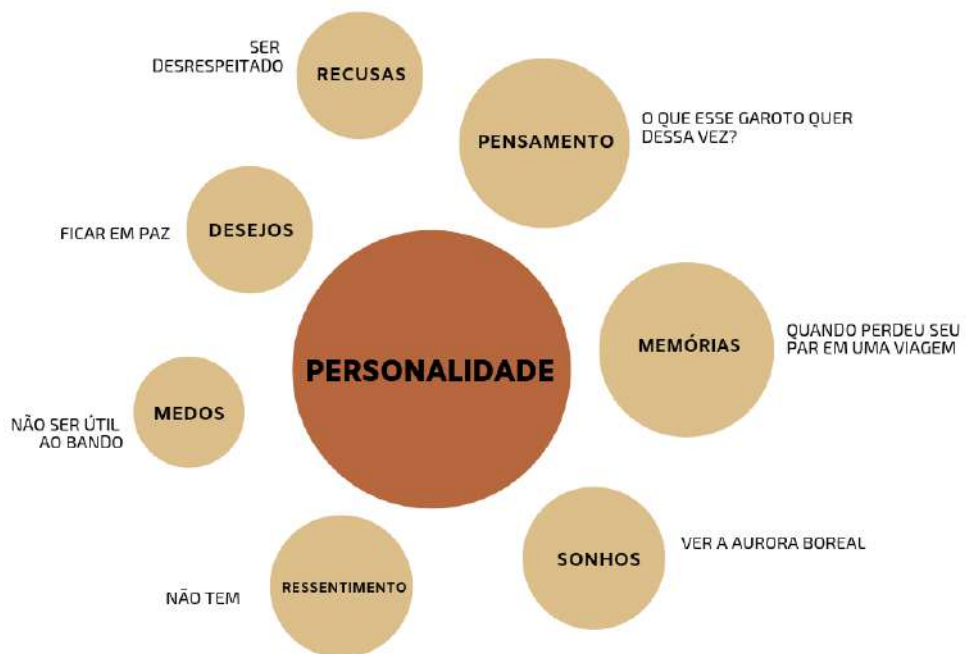 SER
DESRESPEITADO
RECUSAS
PENSAMENTO
O QUE ESSE GAROTO QUER
DESSA VEZ?
FICAR EM PAZ
DESEJOS
PERSONALIDADE
MEMÓRIAS
QUANDO PERDEU SEU
PAR EM UMA VIAGEM
NÃO SER ÚTIL
AO BANDO
MEDOS
SONHOS
VER A AURORA BOREAL
NÃO TEM
RESSENTIMENTO